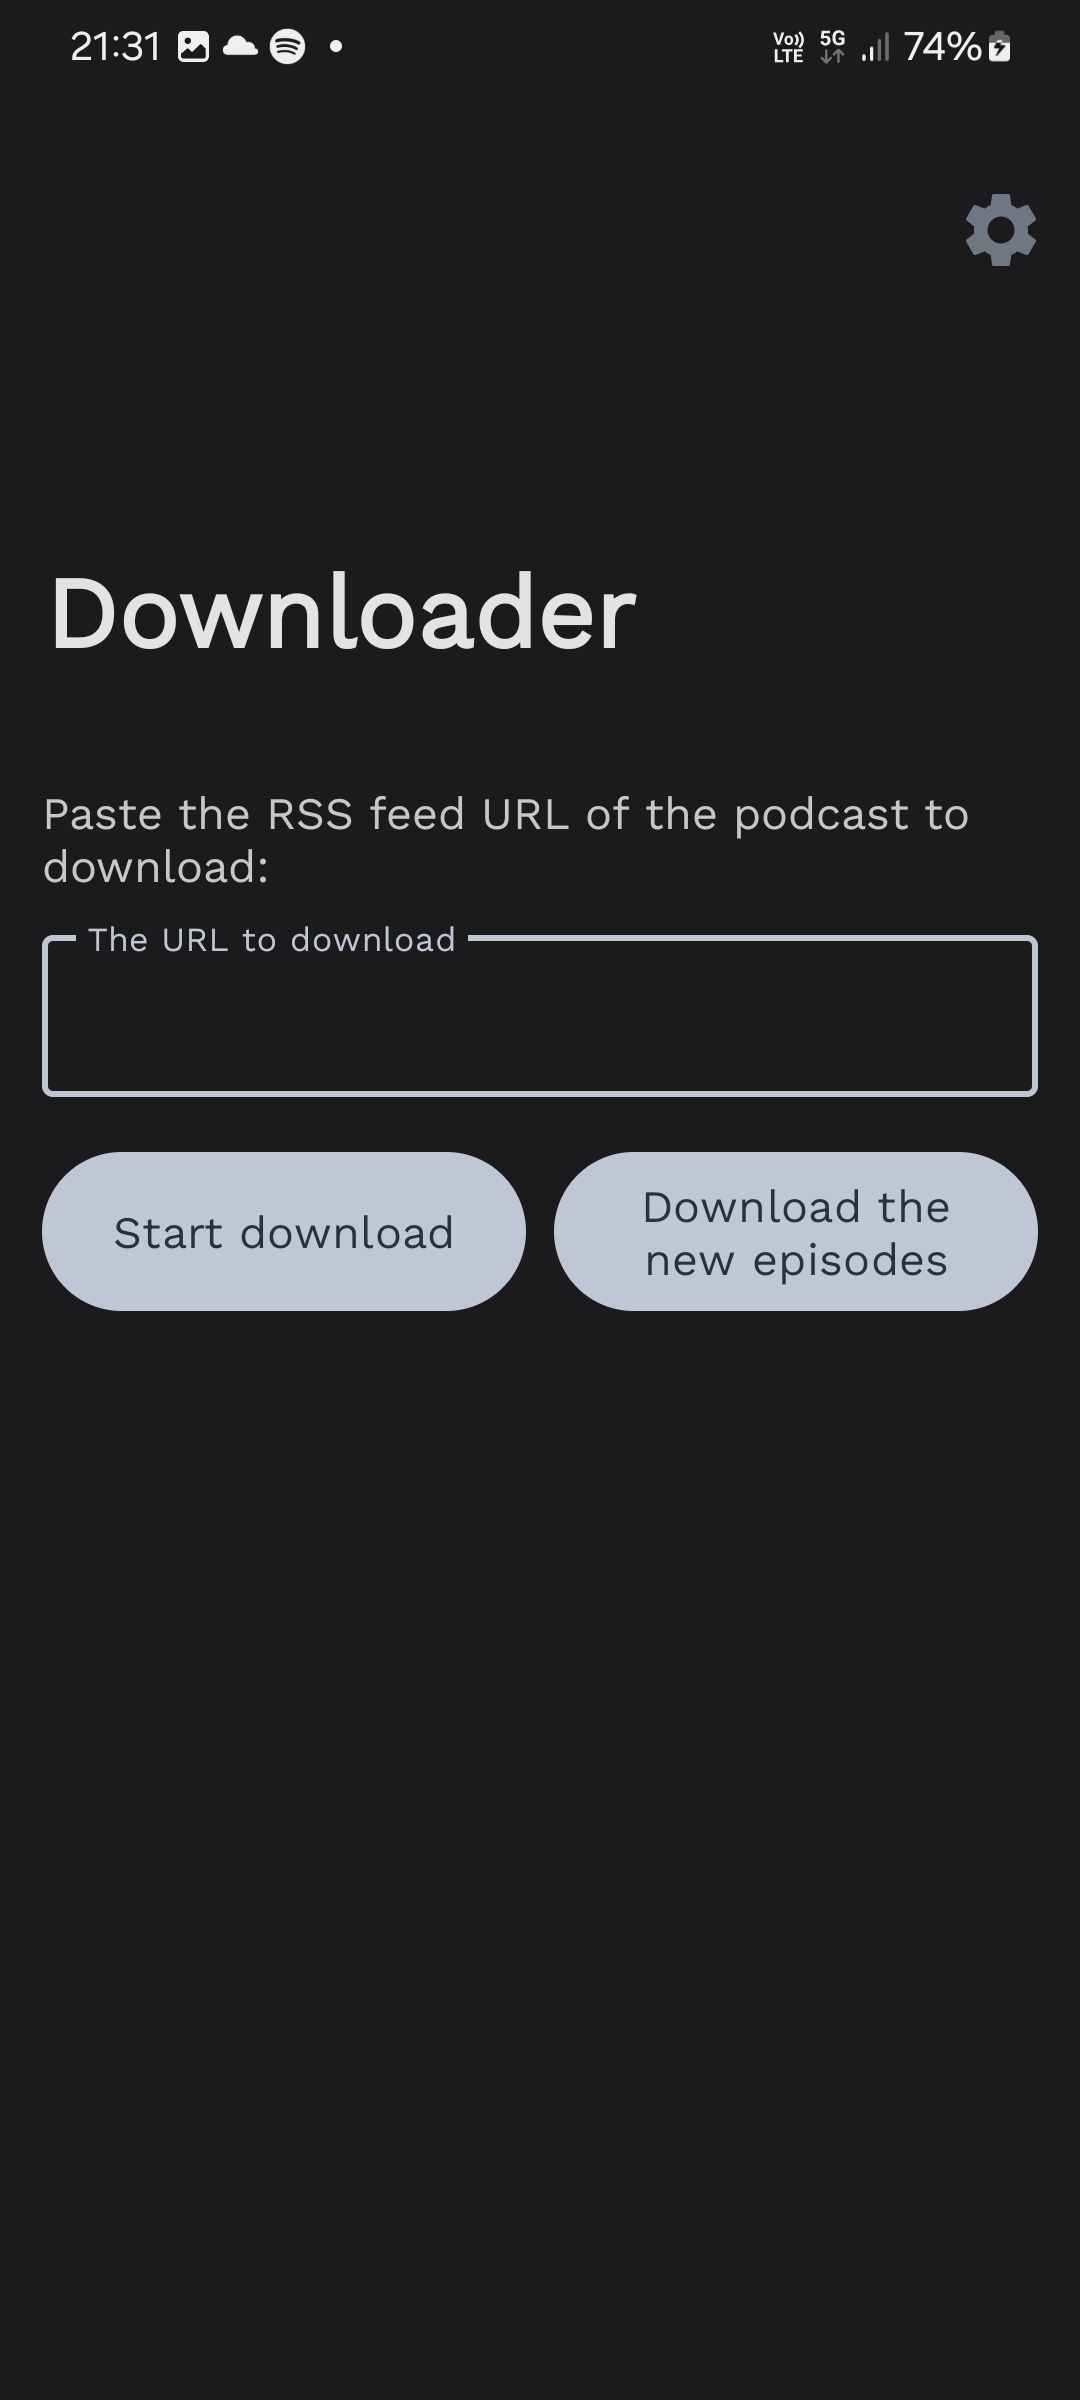 21:31 Vo)) LTE 5G 74%
Downloader
Paste the RSS feed URL of the podcast to
download:
The URL to download
Start download
Download the
new episodes